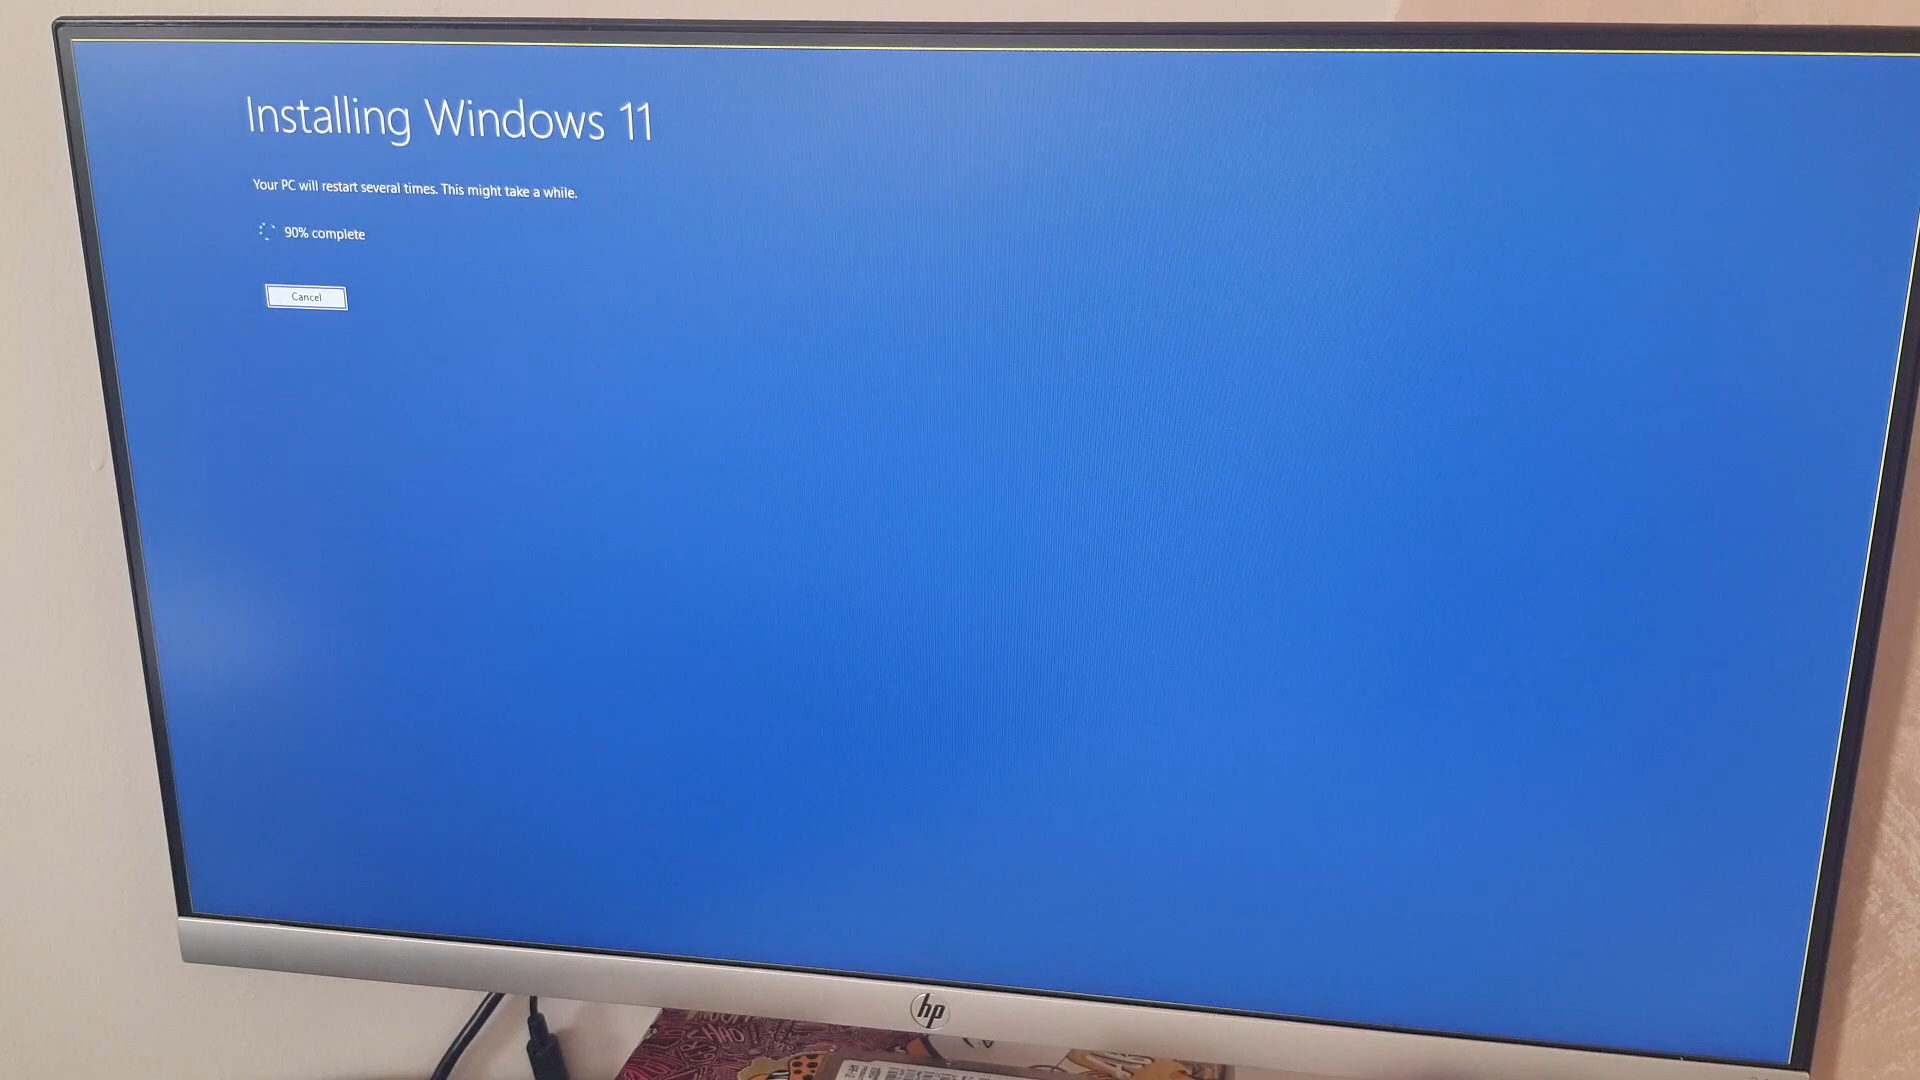 Installing Windows 11
Your PC will restart several times. This might take a while.
90% complete
Cancel
hp